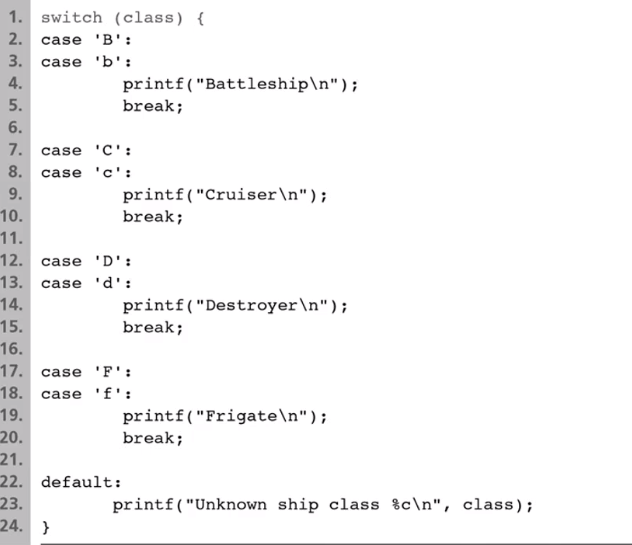 1. switch (class) {
2. case 'B':
3. case 'b':
4. printf("Battleship\n");
5. break;
6.
7. case 'C':
8. case 'c':
9. printf("Cruiser\n");
10. break;
11.
12. case 'D':
13. case 'd':
14. printf("Destroyer\n");
15. break;
16.
17. case 'F':
18. case 'f':
19. printf("Frigate\n");
20. break;
21.
22. default:
23. printf("Unknown ship class %c\n", class);
24. }